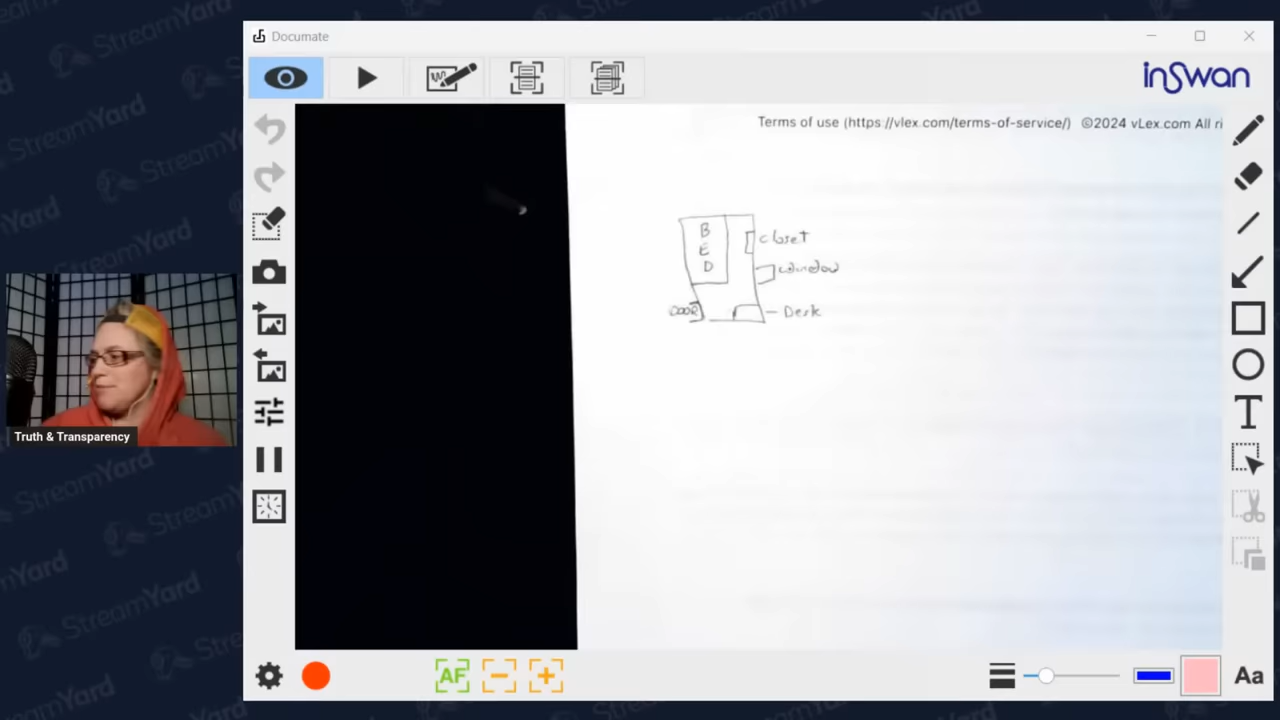 StreamYard
Documate
inSwan
Terms of use (https://vlex.com/terms-of-service/) ©2024 vLex.com All ri
B
E
D
closet
window
DOOR
Desk
Truth & Transparency
AF
T
Aa